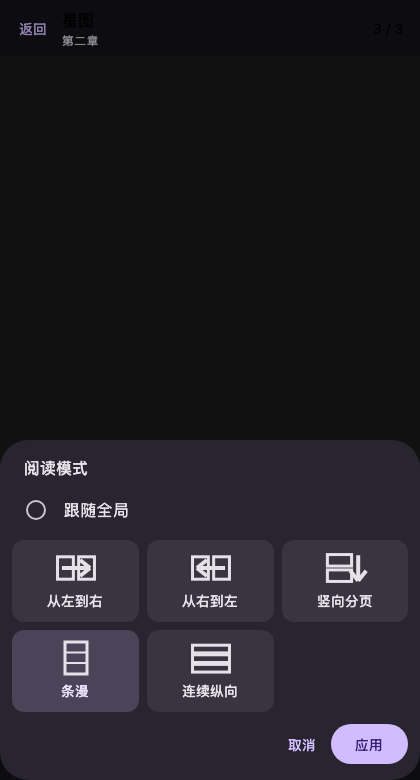 返回
星图
第二章
3 / 3
阅读模式
跟随全局
从左到右
从右到左
竖向分页
条漫
连续纵向
取消
应用